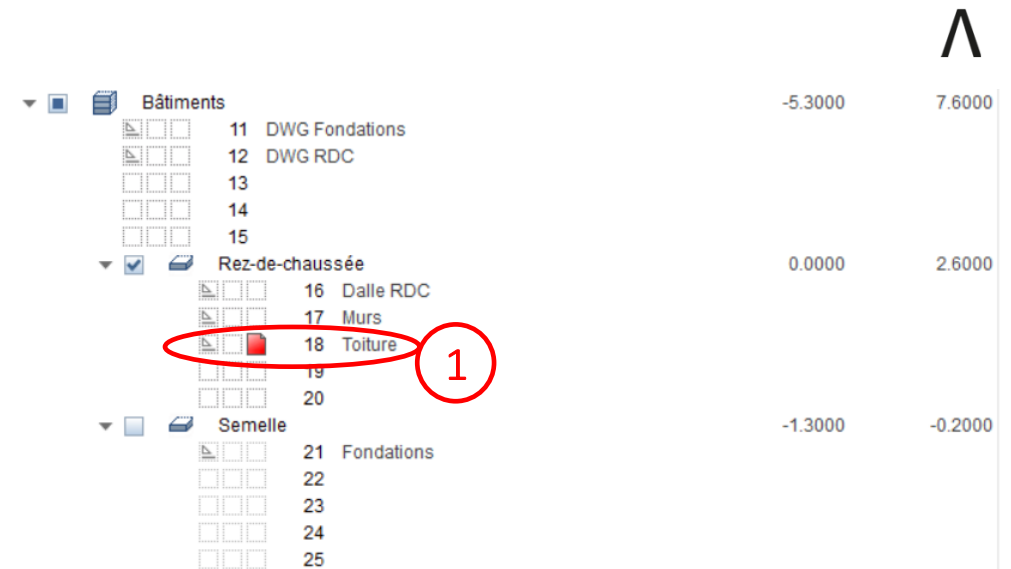 Λ
Bâtiments -5.3000 7.6000
11 DWG Fondations
12 DWG RDC
13
14
15
Rez-de-chaussée 0.0000 2.6000
16 Dalle RDC
17 Murs
18 Toiture
1
19
20
Semelle -1.3000 -0.2000
21 Fondations
22
23
24
25